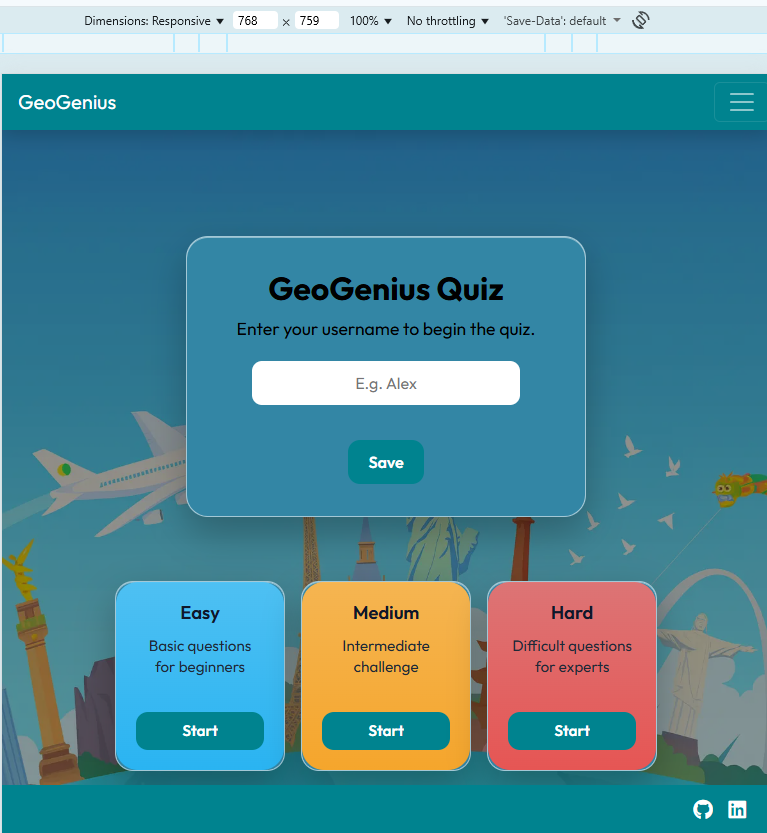 Dimensions: Responsive 768 × 759 100% No throttling 'Save-Data': default
GeoGenius
GeoGenius Quiz
Enter your username to begin the quiz.
E.g. Alex
Save
Easy
Basic questions
for beginners
Start
Medium
Intermediate
challenge
Start
Hard
Difficult questions
for experts
Start